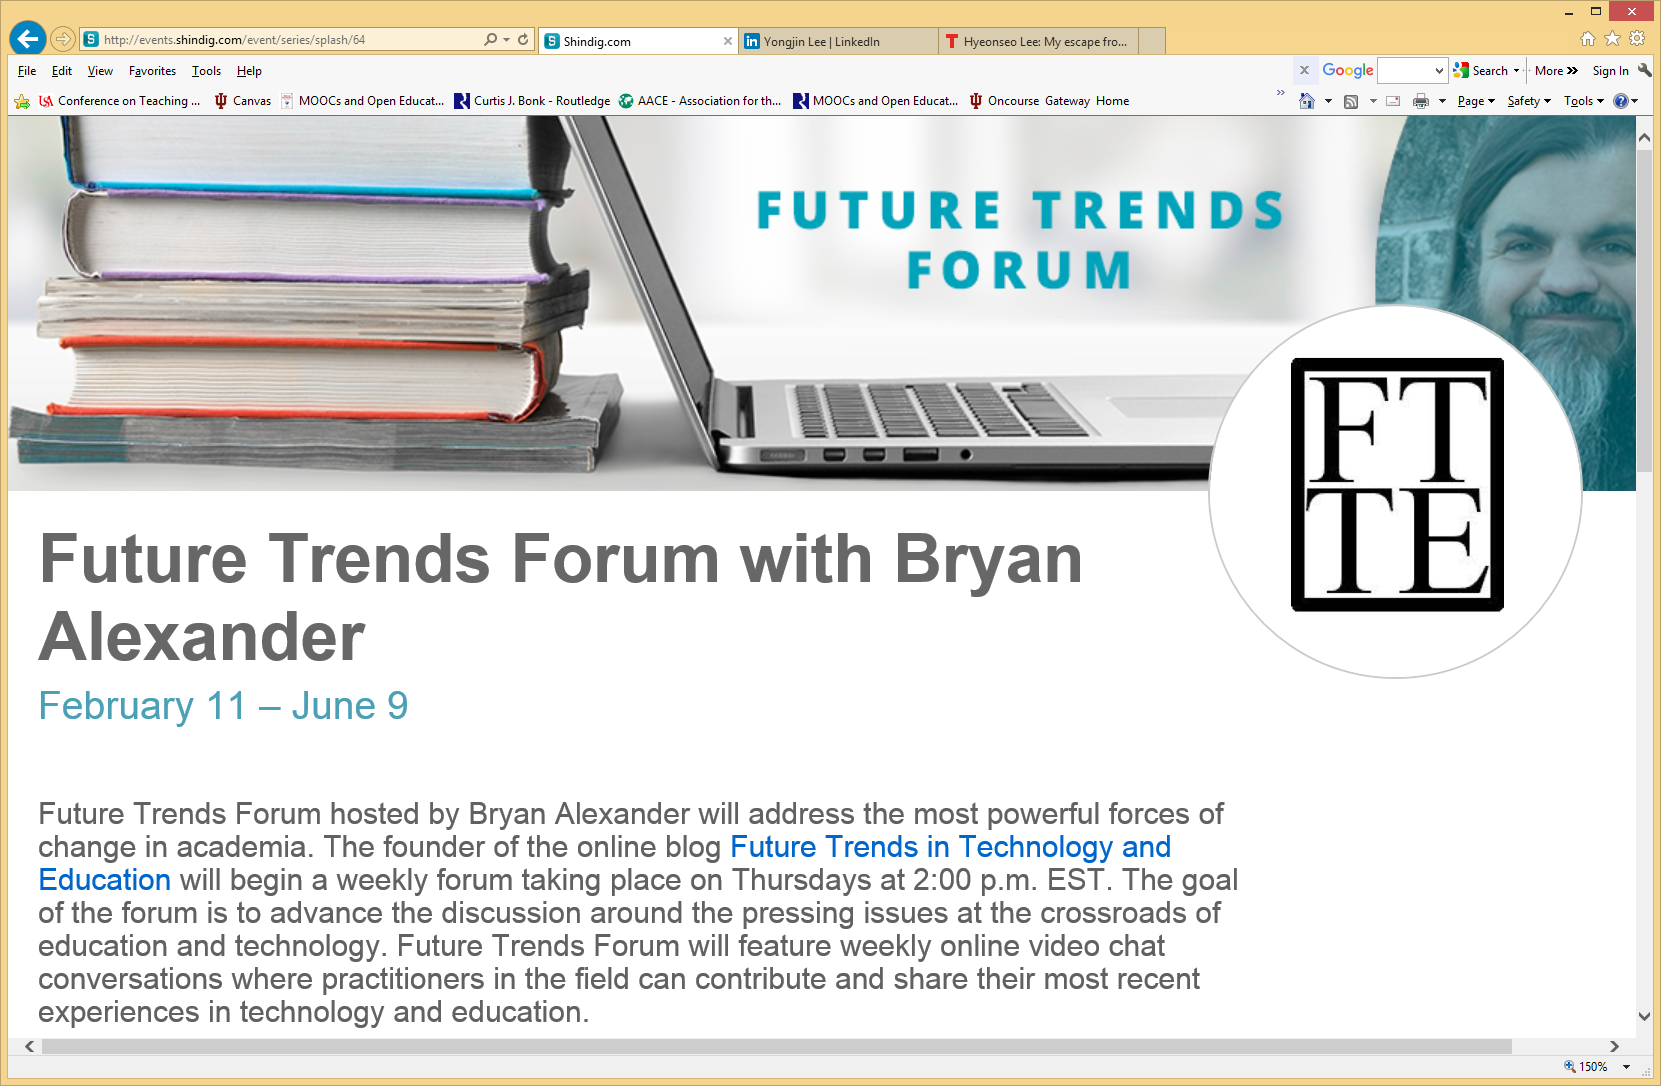 http://events.shindig.com/event/series/splash/64
Shindig.com
Yongjin Lee | LinkedIn
Hyeonseo Lee: My escape fro...
File Edit View Favorites Tools Help
Google Search More Sign In
Conference on Teaching ... Canvas MOOCs and Open Educat... Curtis J. Bonk - Routledge AACE - Association for th... MOOCs and Open Educat... Oncourse Gateway Home
Page Safety Tools
FUTURE TRENDS
FORUM
FT
TE
Future Trends Forum with Bryan
Alexander
February 11 – June 9
Future Trends Forum hosted by Bryan Alexander will address the most powerful forces of
change in academia. The founder of the online blog Future Trends in Technology and
Education will begin a weekly forum taking place on Thursdays at 2:00 p.m. EST. The goal
of the forum is to advance the discussion around the pressing issues at the crossroads of
education and technology. Future Trends Forum will feature weekly online video chat
conversations where practitioners in the field can contribute and share their most recent
experiences in technology and education.
150%